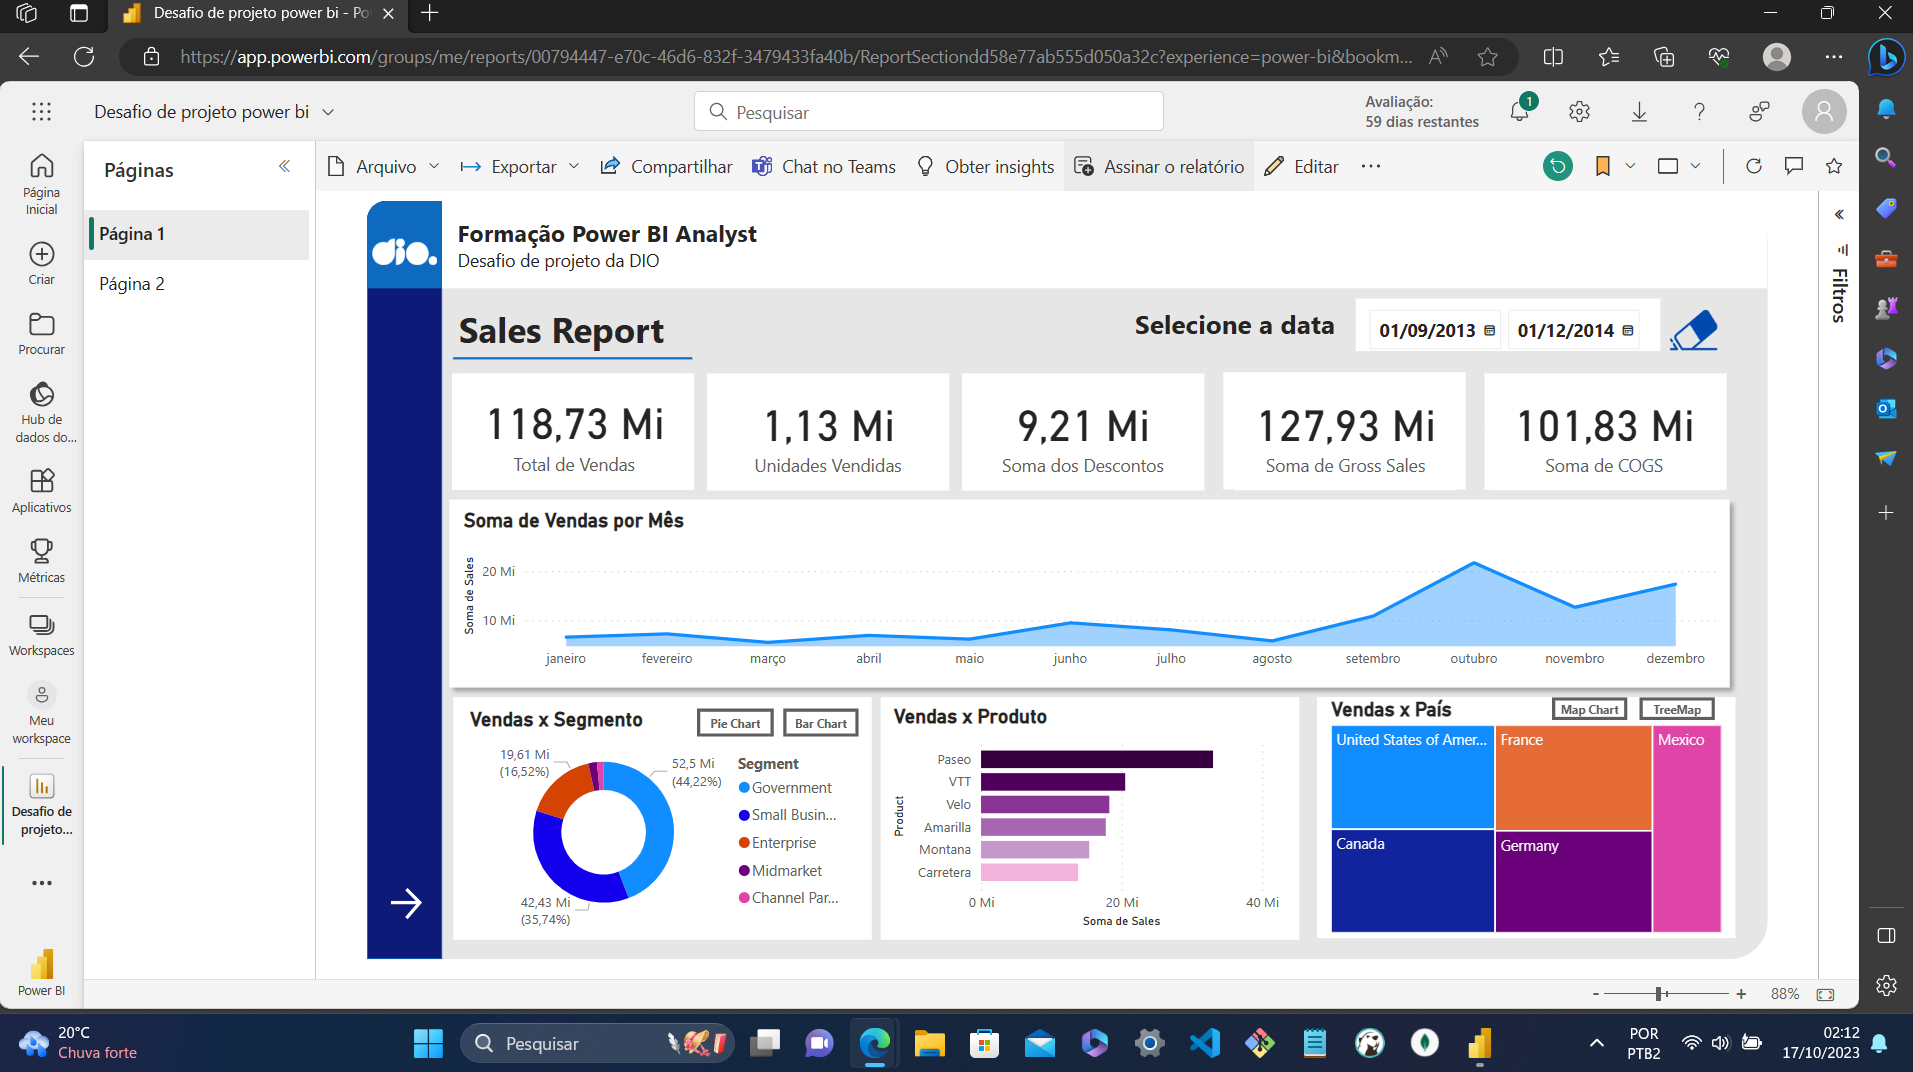 Desafio de projeto power bi - Po
https://app.powerbi.com/groups/me/reports/00794447-e70c-46d6-832f-3479433fa40b/ReportSectiondd58e77ab555d050a32c?experience=power-bi&bookm...
Desafio de projeto power bi
Pesquisar
Avaliação:
59 dias restantes
1
Página
Inicial
Criar
Procurar
Hub de
dados do...
Aplicativos
Métricas
Workspaces
Meu
workspace
Desafio de
projeto...
Power BI
Páginas
Página 1
Página 2
Arquivo
Exportar
Compartilhar
Chat no Teams
Obter insights
Assinar o relatório
Editar
Filtros
dio.
Formação Power BI Analyst
Desafio de projeto da DIO
Sales Report
Selecione a data
01/09/2013
01/12/2014
118,73 Mi
Total de Vendas
1,13 Mi
Unidades Vendidas
9,21 Mi
Soma dos Descontos
127,93 Mi
Soma de Gross Sales
101,83 Mi
Soma de COGS
Soma de Vendas por Mês
Soma de Sales
20 Mi
10 Mi
janeiro
fevereiro
março
abril
maio
junho
julho
agosto
setembro
outubro
novembro
dezembro
Vendas x Segmento
Pie Chart
Bar Chart
19,61 Mi
(16,52%)
52,5 Mi
(44,22%)
42,43 Mi
(35,74%)
Segment
Government
Small Busin...
Enterprise
Midmarket
Channel Par...
Vendas x Produto
Product
Paseo
VTT
Velo
Amarilla
Montana
Carretera
0 Mi
20 Mi
40 Mi
Soma de Sales
Vendas x País
Map Chart
TreeMap
United States of Amer...
France
Mexico
Canada
Germany
- + 88%
20°C
Chuva forte
Pesquisar
POR
PTB2
02:12
17/10/2023